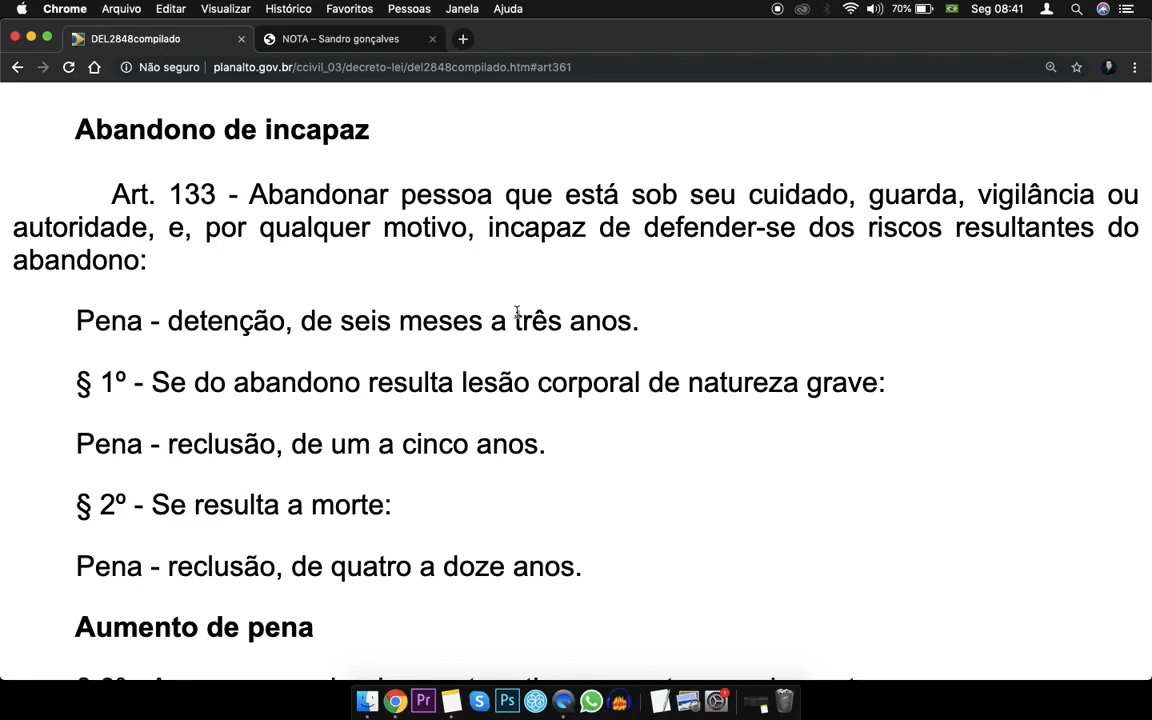 Chrome Arquivo Editar Visualizar Histórico Favoritos Pessoas Janela Ajuda 70% Seg 08:41
DEL2848compilado NOTA – Sandro gonçalves
Não seguro planalto.gov.br/ccivil_03/decreto-lei/del2848compilado.htm#art361
Abandono de incapaz
Art. 133 - Abandonar pessoa que está sob seu cuidado, guarda, vigilância ou
autoridade, e, por qualquer motivo, incapaz de defender-se dos riscos resultantes do
abandono:
Pena - detenção, de seis meses a três anos.
§ 1º - Se do abandono resulta lesão corporal de natureza grave:
Pena - reclusão, de um a cinco anos.
§ 2º - Se resulta a morte:
Pena - reclusão, de quatro a doze anos.
Aumento de pena
Pr Ps 1